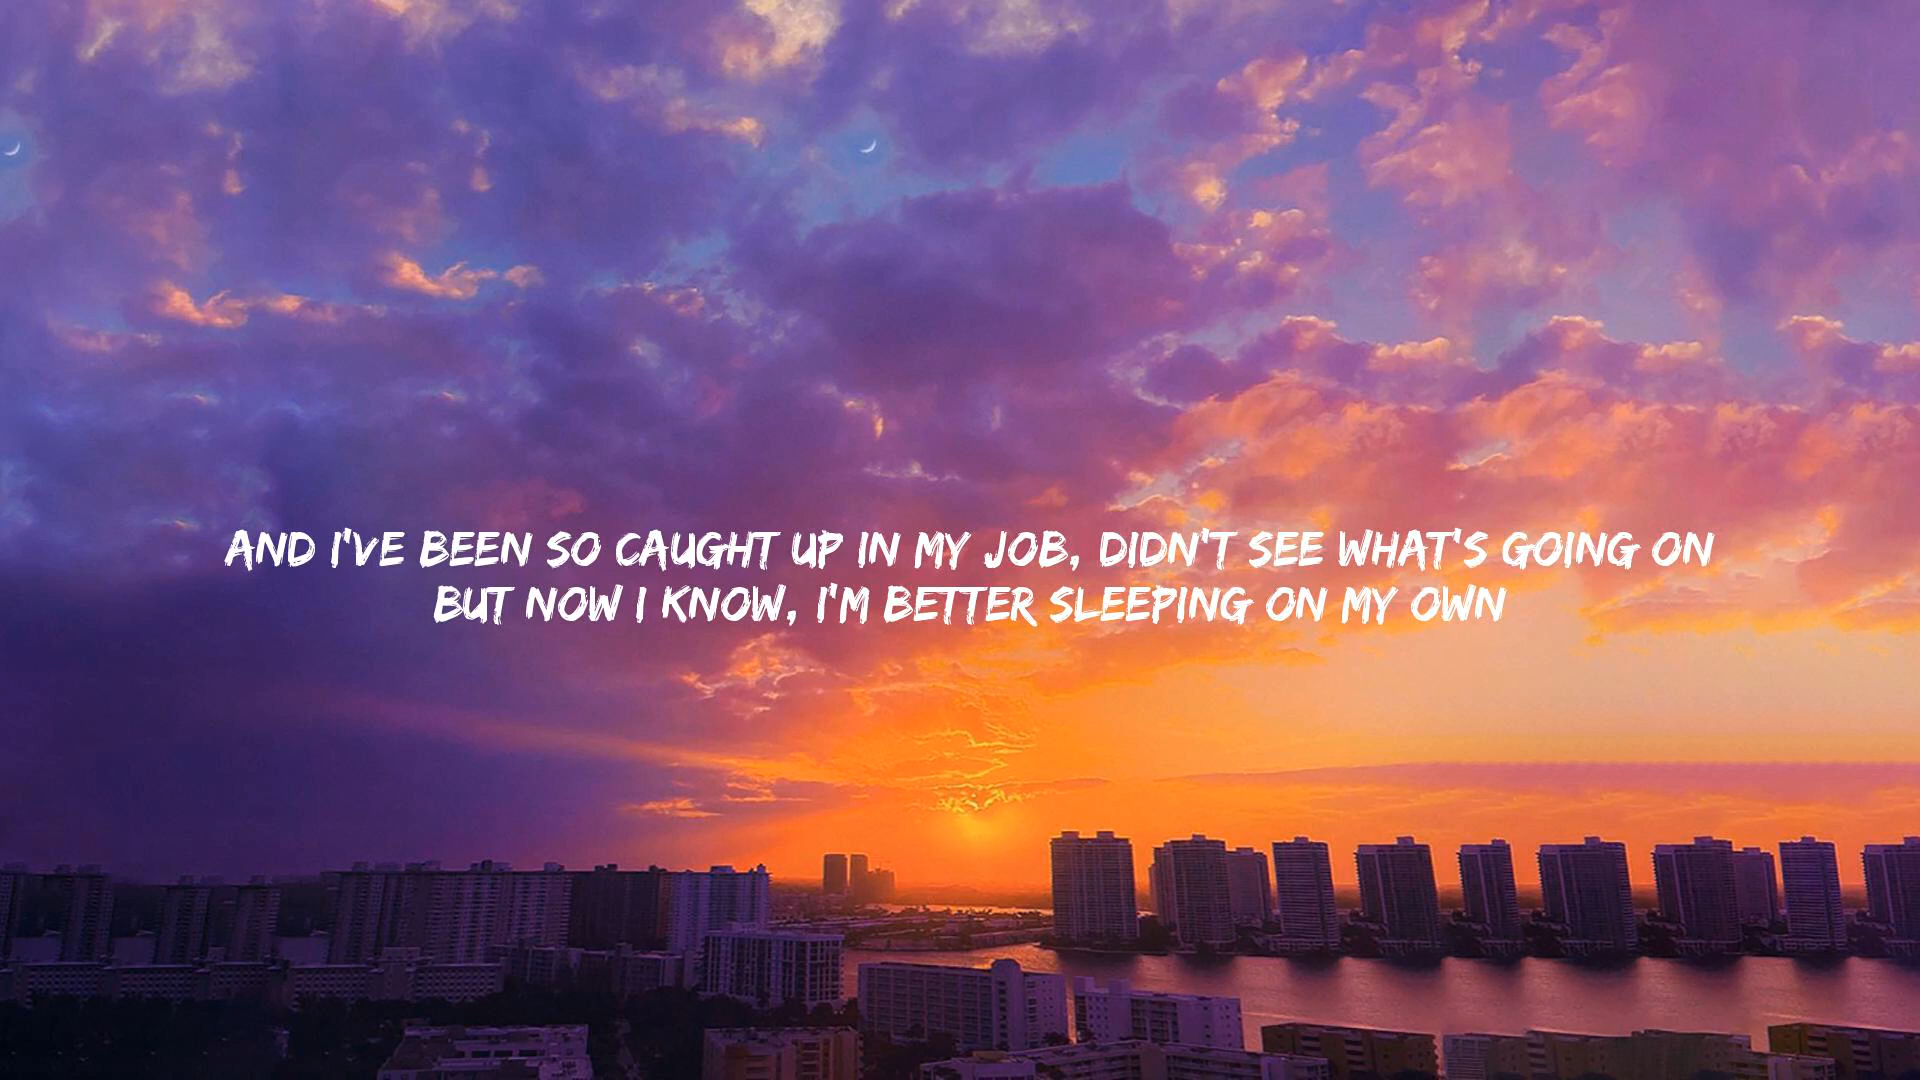 AND I'VE BEEN SO CAUGHT UP IN MY JOB, DIDN'T SEE WHAT'S GOING ON
BUT NOW I KNOW, I'M BETTER SLEEPING ON MY OWN